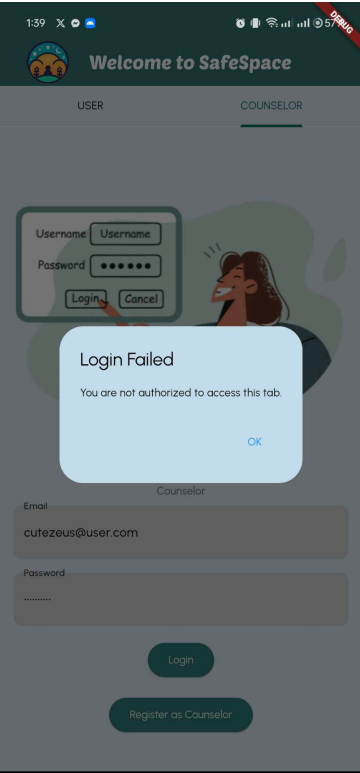 1:39
57%
DEBUG
Welcome to SafeSpace
USER
COUNSELOR
Username Username
Password ●●●●●●
Login Cancel
Login Failed
You are not authorized to access this tab.
OK
Counselor
Email
cutezeus@user.com
Password
..........
Login
Register as Counselor